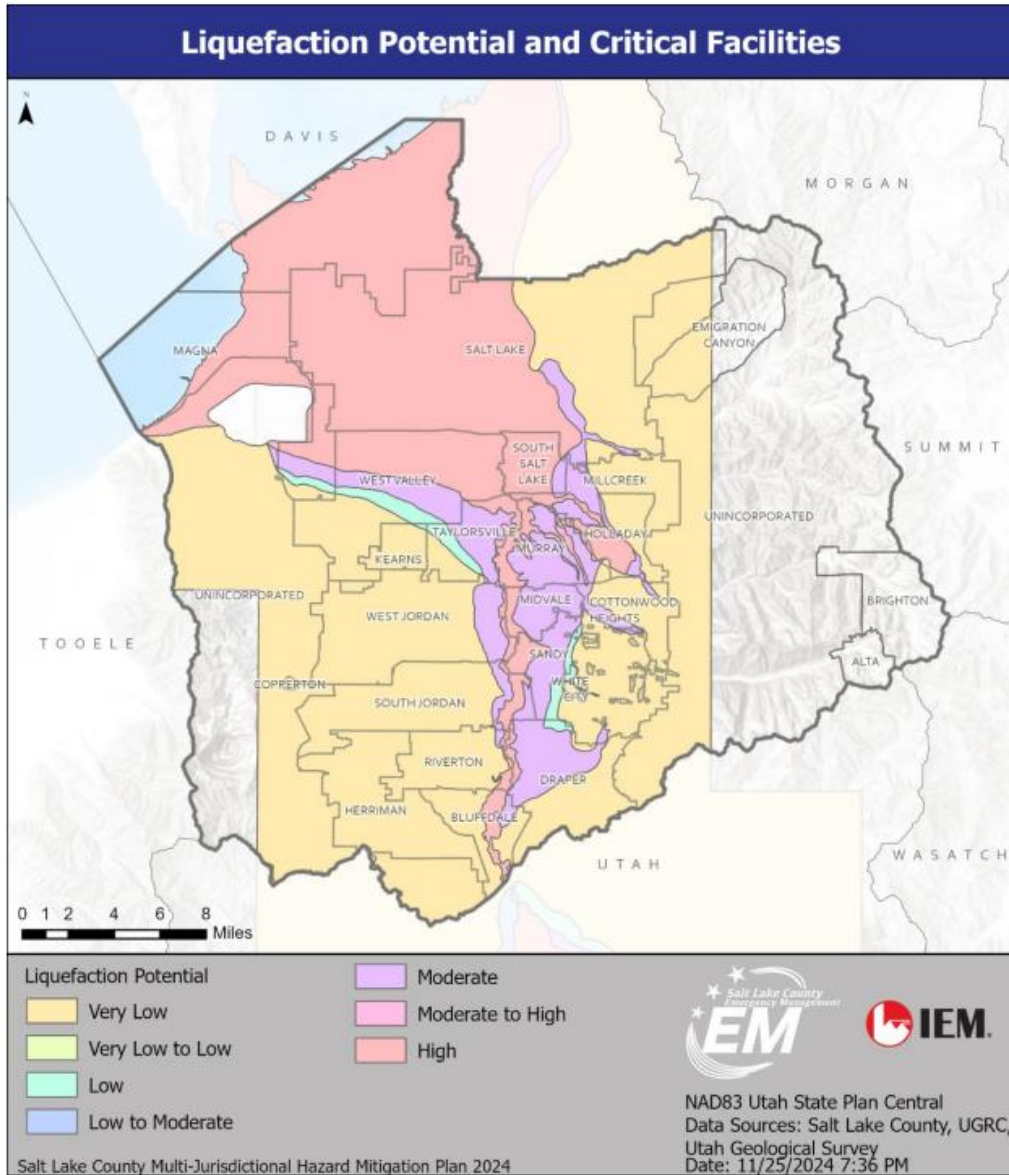 Liquefaction Potential and Critical Facilities
N
DAVIS
MORGAN
EMIGRATION
CANYON
MAGNA
SALT LAKE
SUMMIT
SOUTH
SALT
LAKE
WEST VALLEY
MILLCREEK
UNINCORPORATED
TAYLORSVILLE
HOLLADAY
MURRAY
KEARNS
UNINCORPORATED
MIDVALE
COTTONWOOD
HEIGHTS
BRIGHTON
WEST JORDAN
TOOELE
SANDY
ALTA
COPPERTON
WHITE
CITY
SOUTH JORDAN
RIVERTON
DRAPER
HERRIMAN
BLUFFDALE
UTAH
WASATCH
0 1 2 4 6 8
Miles
Liquefaction Potential
Very Low
Very Low to Low
Low
Low to Moderate
Moderate
Moderate to High
High
Salt Lake County
Emergency Management
EM
IEM.
NAD83 Utah State Plan Central
Data Sources: Salt Lake County, UGRC,
Utah Geological Survey
Date: 11/25/2024 7:36 PM
Salt Lake County Multi-Jurisdictional Hazard Mitigation Plan 2024